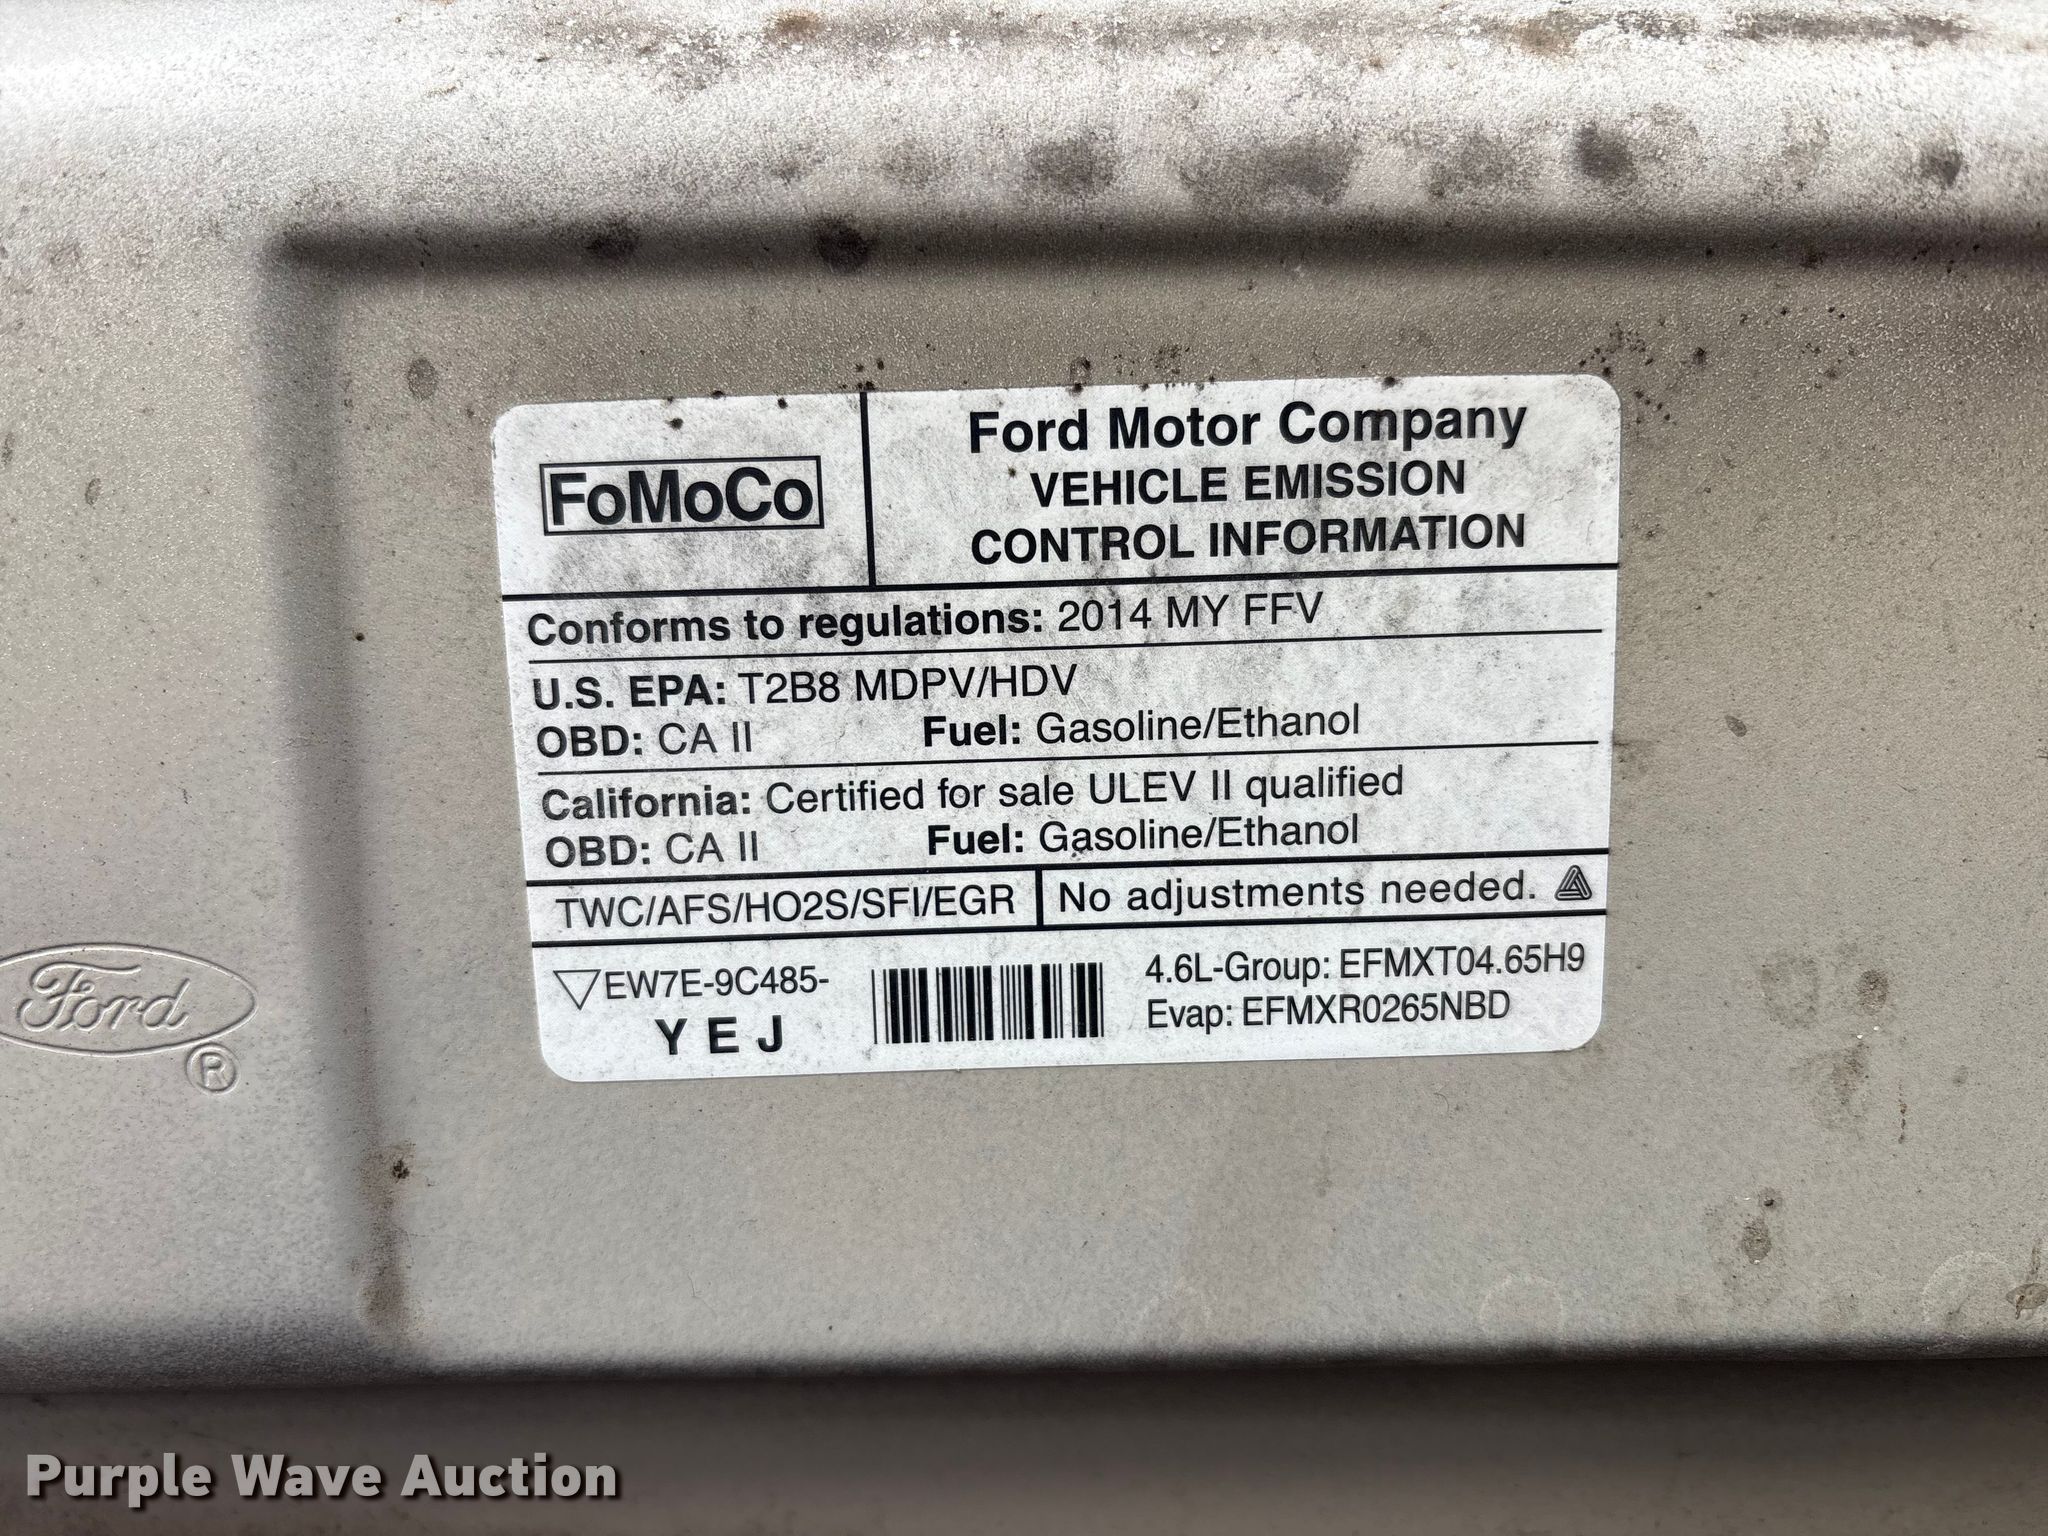 FoMoCo
Ford Motor Company
VEHICLE EMISSION
CONTROL INFORMATION
Conforms to regulations: 2014 MY FFV
U.S. EPA: T2B8 MDPV/HDV
OBD: CA II Fuel: Gasoline/Ethanol
California: Certified for sale ULEV II qualified
OBD: CA II Fuel: Gasoline/Ethanol
TWC/AFS/HO2S/SFI/EGR No adjustments needed.
EW7E-9C485-
YEJ
4.6L-Group: EFMXT04.65H9
Evap: EFMXR0265NBD
Ford
®
Purple Wave Auction